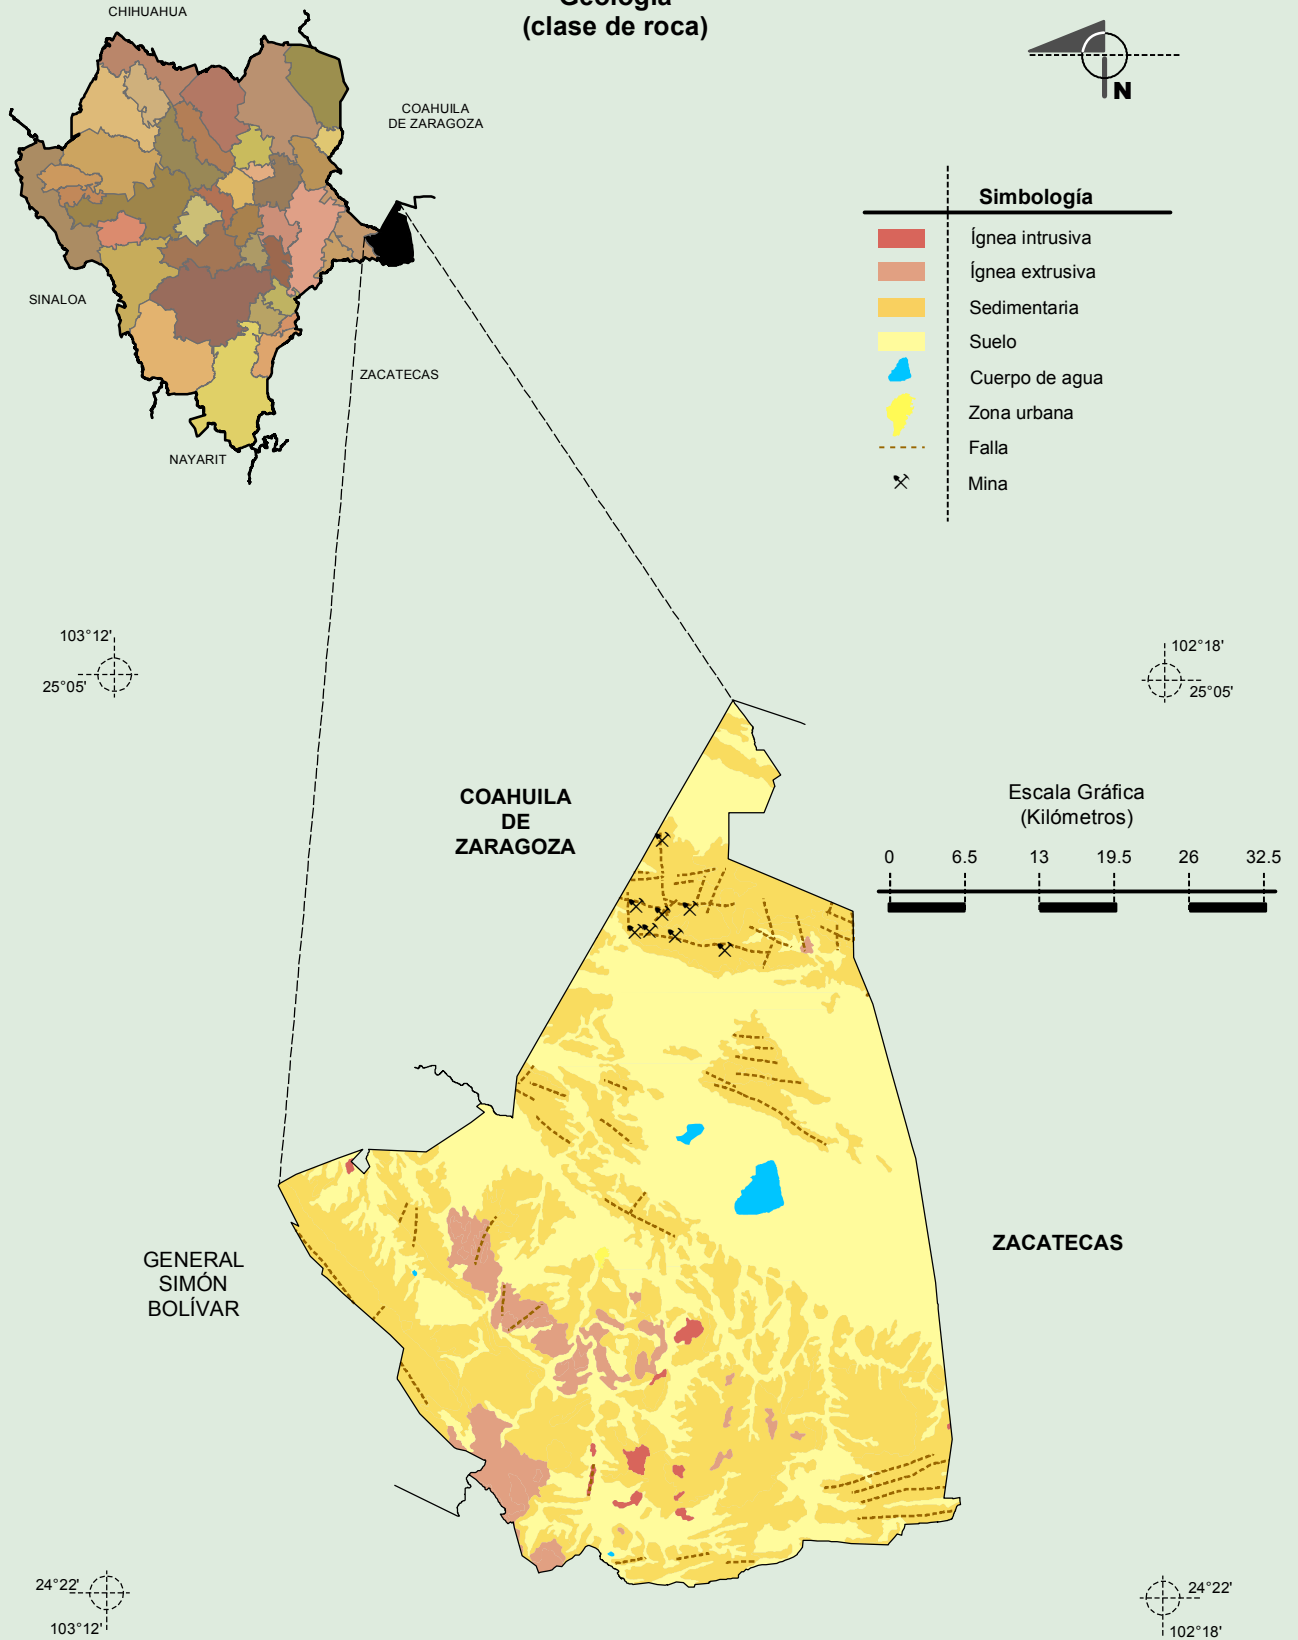 Geología
(clase de roca)
CHIHUAHUA
COAHUILA
DE ZARAGOZA
SINALOA
ZACATECAS
NAYARIT
N
Simbología
Ígnea intrusiva
Ígnea extrusiva
Sedimentaria
Suelo
Cuerpo de agua
Zona urbana
Falla
Mina
103°12'
25°05'
102°18'
25°05'
COAHUILA
DE
ZARAGOZA
Escala Gráfica
(Kilómetros)
0 6.5 13 19.5 26 32.5
GENERAL
SIMÓN
BOLÍVAR
ZACATECAS
24°22'
103°12'
24°22'
102°18'